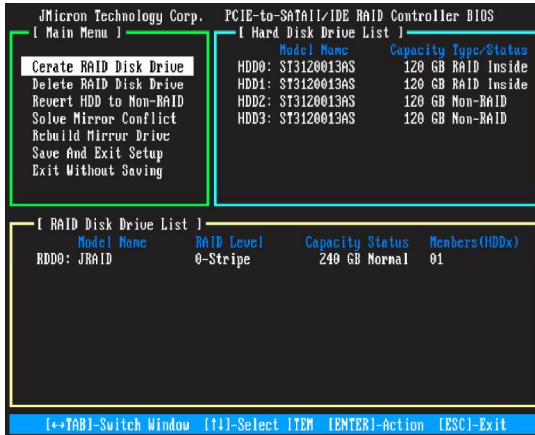 JMicron Technology Corp. PCIE-to-SATAII/IDE RAID Controller BIOS
[ Main Menu ]
Cerate RAID Disk Drive
Delete RAID Disk Drive
Revert HDD to Non-RAID
Solve Mirror Conflict
Rebuild Mirrur Drive
Save And Exit Setup
Exit Without Saving
[ Hard Disk Drive List ]
Model Name Capacity Type/Status
HDD0: ST3120013AS 120 GB RAID Inside
HDD1: ST3120013AS 120 GB RAID Inside
HDD2: ST3120013AS 120 GB Non-RAID
HDD3: ST3120013AS 120 GB Non-RAID
[ RAID Disk Drive List ]
Model Name RAID Level Capacity Status Members(HDDx)
RDD0: JRAID 0-Stripe 240 GB Normal 01
[↔TAB]-Switch Window [↑↓]-Select ITEM [ENTER]-Action [ESC]-Exit